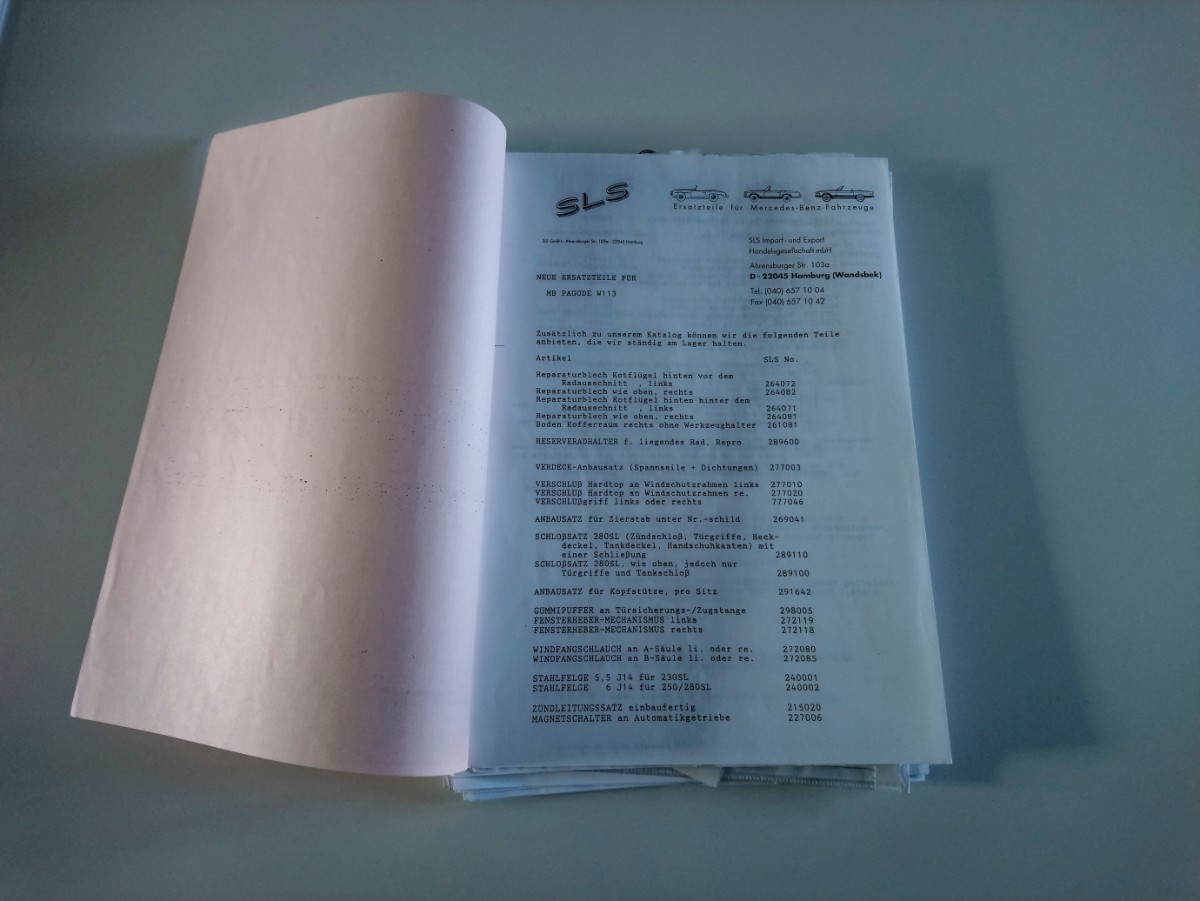 SLS
Ersatzteile für Mercedes-Benz-Fahrzeuge
SLS GmbH · Ahrensburger Str. 103a · 22045 Hamburg
SLS Import- und Export
Handelsgesellschaft mbH
Ahrensburger Str. 103a
D - 22045 Hamburg (Wandsbek)
Tel. (040) 657 10 04
Fax (040) 657 10 42
NEUE ERSATZTEILE FÜR
MB PAGODE W113
Zusätzlich zu unserem Katalog können wir die folgenden Teile
anbieten, die wir ständig am Lager halten.
Artikel SLS No.
Reparaturblech Kotflügel hinten vor dem
Radausschnitt , links 264072
Reparaturblech wie oben, rechts 264082
Reparaturblech Kotflügel hinten hinter dem
Radausschnitt , links 264071
Reparaturblech wie oben, rechts 264081
Boden Kofferraum rechts ohne Werkzeughalter 261081
RESERVERADHALTER f. liegendes Rad, Repro 289600
VERDECK-Anbausatz (Spannseile + Dichtungen) 277003
VERSCHLUß Hardtop an Windschutzrahmen links 277010
VERSCHLUß Hardtop an Windschutzrahmen re. 277020
VERSCHLUßgriff links oder rechts 777046
ANBAUSATZ für Zierstab unter Nr.-schild 269041
SCHLOßSATZ 280SL (Zündschloß, Türgriffe, Heck-
deckel, Tankdeckel, Handschuhkasten) mit
einer Schließung 289110
SCHLOßSATZ 280SL, wie oben, jedoch nur
Türgriffe und Tankschloß 289100
ANBAUSATZ für Kopfstütze, pro Sitz 291642
GUMMIPUFFER an Türsicherungs-/Zugstange 298005
FENSTERHEBER-MECHANISMUS links 272119
FENSTERHEBER-MECHANISMUS rechts 272118
WINDFANGSCHLAUCH an A-Säule li. oder re. 272080
WINDFANGSCHLAUCH an B-Säule li. oder re. 272085
STAHLFELGE 5,5 J14 für 230SL 240001
STAHLFELGE 6 J14 für 250/280SL 240002
ZÜNDLEITUNGSSATZ einbaufertig 215020
MAGNETSCHALTER an Automatikgetriebe 227006